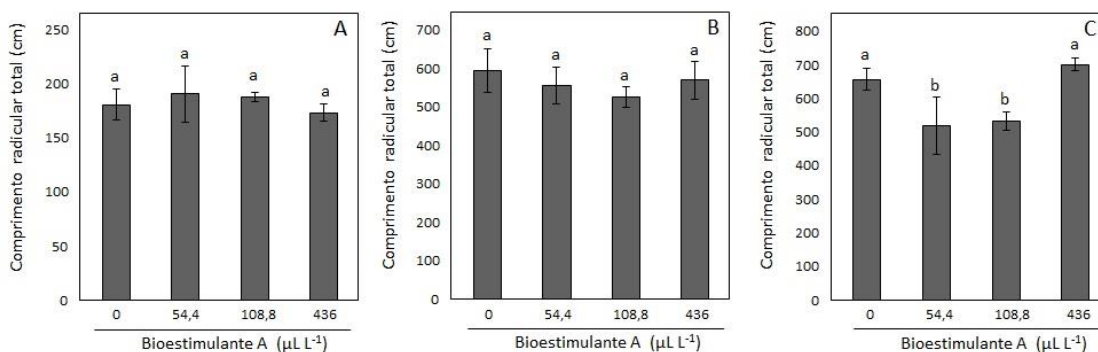 A
Comprimento radicular total (cm)
250
200
150
100
50
0
a
a
a
a
0
54,4
108,8
436
Bioestimulante A (µL L⁻¹)
B
Comprimento radicular total (cm)
700
600
500
400
300
200
100
0
a
a
a
a
0
54,4
108,8
436
Bioestimulante A (µL L⁻¹)
C
Comprimento radicular total (cm)
800
700
600
500
400
300
200
100
0
a
b
b
a
0
54,4
108,8
436
Bioestimulante A (µL L⁻¹)